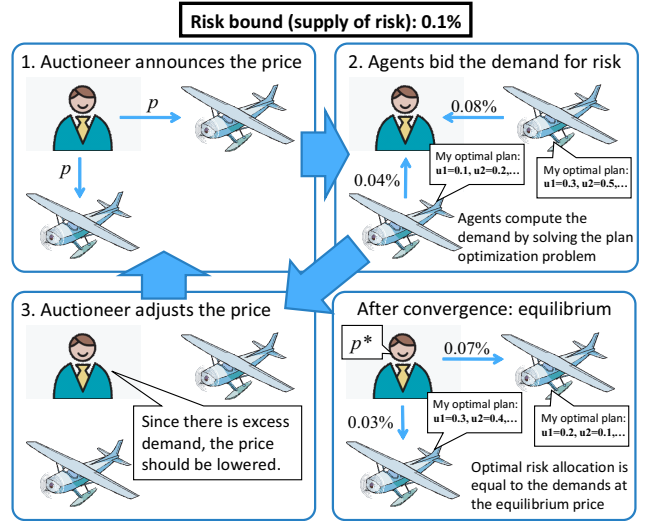 Risk bound (supply of risk): 0.1%
1. Auctioneer announces the price
p
p
2. Agents bid the demand for risk
0.08%
0.04%
My optimal plan:
u1=0.1, u2=0.2,...
My optimal plan:
u1=0.3, u2=0.5,...
Agents compute the
demand by solving the plan
optimization problem
3. Auctioneer adjusts the price
Since there is excess
demand, the price
should be lowered.
After convergence: equilibrium
p*
0.07%
0.03%
My optimal plan:
u1=0.3, u2=0.4,...
My optimal plan:
u1=0.2, u2=0.1,...
Optimal risk allocation is
equal to the demands at
the equilibrium price